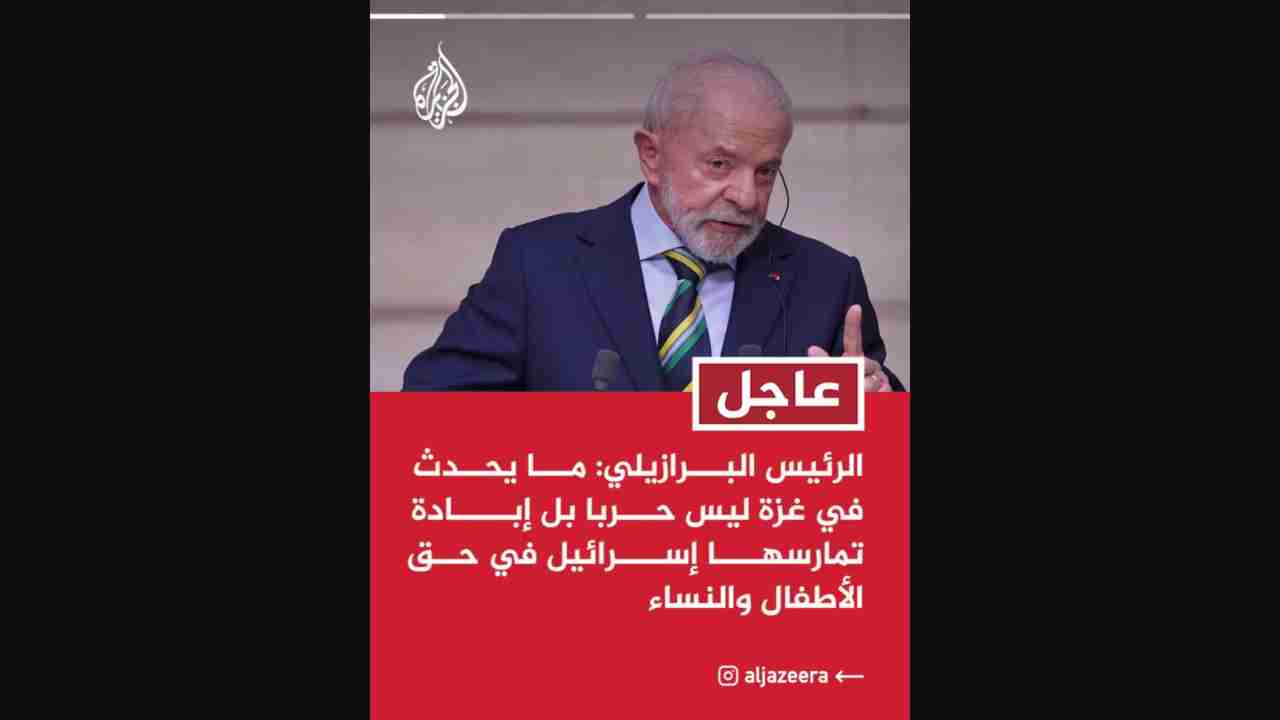 الجزيرة
عاجل
الرئيس البرازيلي: ما يحدث
في غزة ليس حربا بل إبادة
تمارسها إسرائيل في حق
الأطفال والنساء
aljazeera